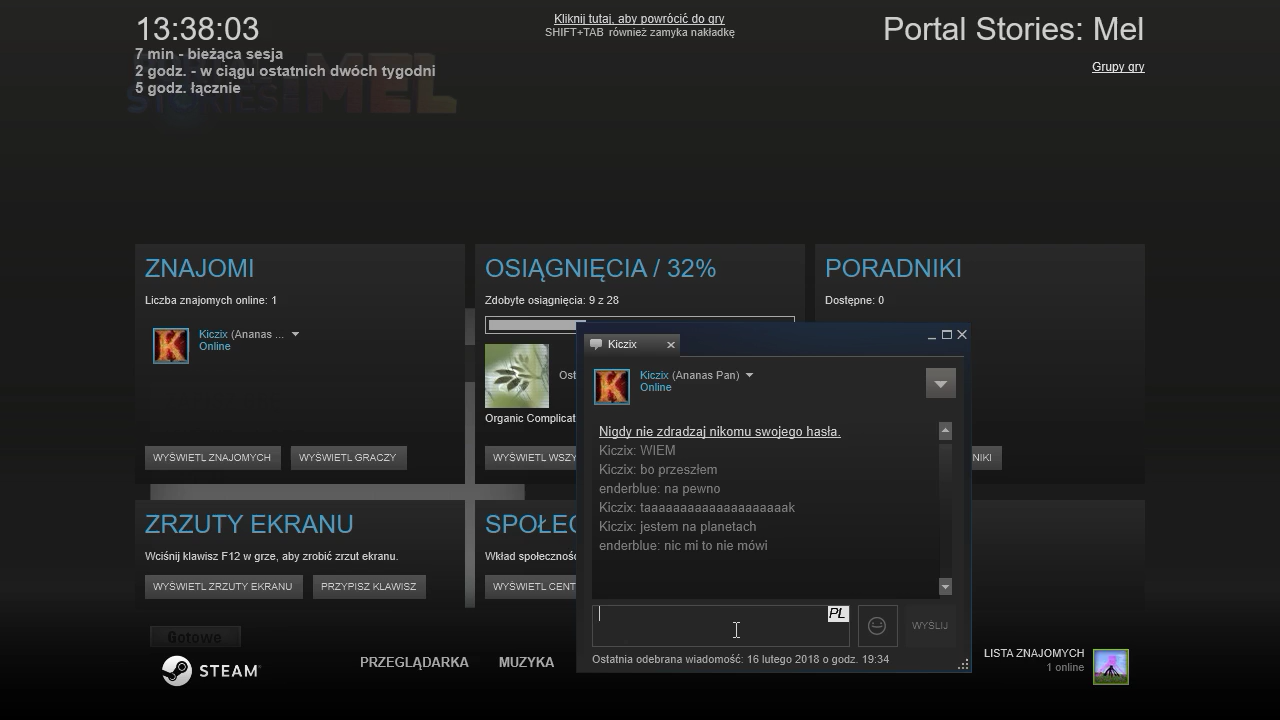 13:38:03
7 min - bieżąca sesja
2 godz. - w ciągu ostatnich dwóch tygodni
5 godz. łącznie
STORIES: MEL
Kliknij tutaj, aby powrócić do gry
SHIFT+TAB również zamyka nakładkę
Portal Stories: Mel
Grupy gry
ZNAJOMI
Liczba znajomych online: 1
Kiczix (Ananas ...
Online
WYŚWIETL ZNAJOMYCH
WYŚWIETL GRACZY
OSIĄGNIĘCIA / 32%
Zdobyte osiągnięcia: 9 z 28
Ost
Organic Complicat
WYŚWIETL WSZY
PORADNIKI
Dostępne: 0
NIKI
ZRZUTY EKRANU
Wciśnij klawisz F12 w grze, aby zrobić zrzut ekranu.
WYŚWIETL ZRZUTY EKRANU
PRZYPISZ KLAWISZ
SPOŁEC
Wkład społecznośc
WYŚWIETL CENT
Kiczix
Kiczix (Ananas Pan)
Online
Nigdy nie zdradzaj nikomu swojego hasła.
Kiczix: WIEM
Kiczix: bo przeszłem
enderblue: na pewno
Kiczix: taaaaaaaaaaaaaaaaaaaak
Kiczix: jestem na planetach
enderblue: nic mi to nie mówi
PL
WYŚLIJ
Ostatnia odebrana wiadomość: 16 lutego 2018 o godz. 19:34
Gotowe
STEAM
PRZEGLĄDARKA
MUZYKA
LISTA ZNAJOMYCH
1 online